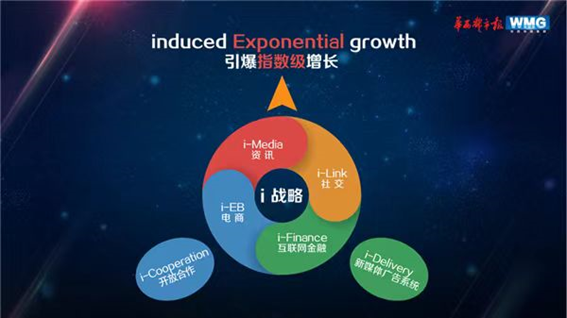 华西都市报 WMG
induced Exponential growth
引爆指数级增长
i-Media
资讯
i-Link
社交
i-EB
电商
i 战略
i-Finance
互联网金融
i-Cooperation
开放合作
i-Delivery
新媒体广告系统